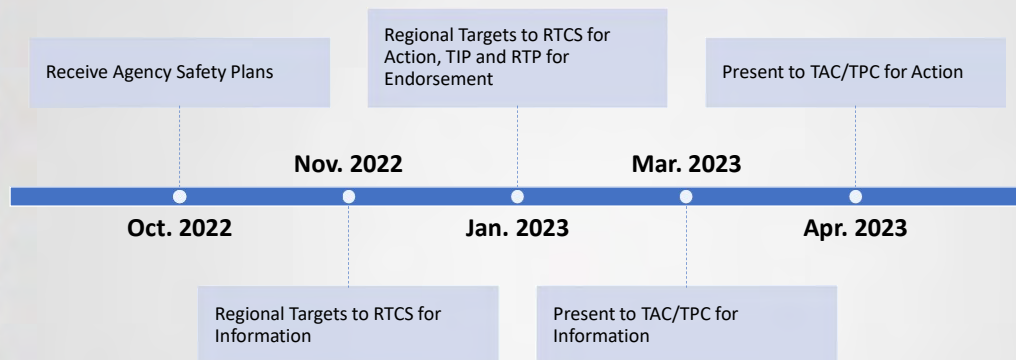 Receive Agency Safety Plans
Regional Targets to RTCS for
Action, TIP and RTP for
Endorsement
Present to TAC/TPC for Action
Nov. 2022
Mar. 2023
Oct. 2022
Jan. 2023
Apr. 2023
Regional Targets to RTCS for
Information
Present to TAC/TPC for
Information